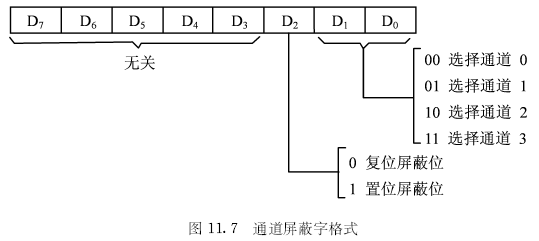 D7 D6 D5 D4 D3 D2 D1 D0
无关
00 选择通道 0
01 选择通道 1
10 选择通道 2
11 选择通道 3
0 复位屏蔽位
1 置位屏蔽位
图 11.7 通道屏蔽字格式